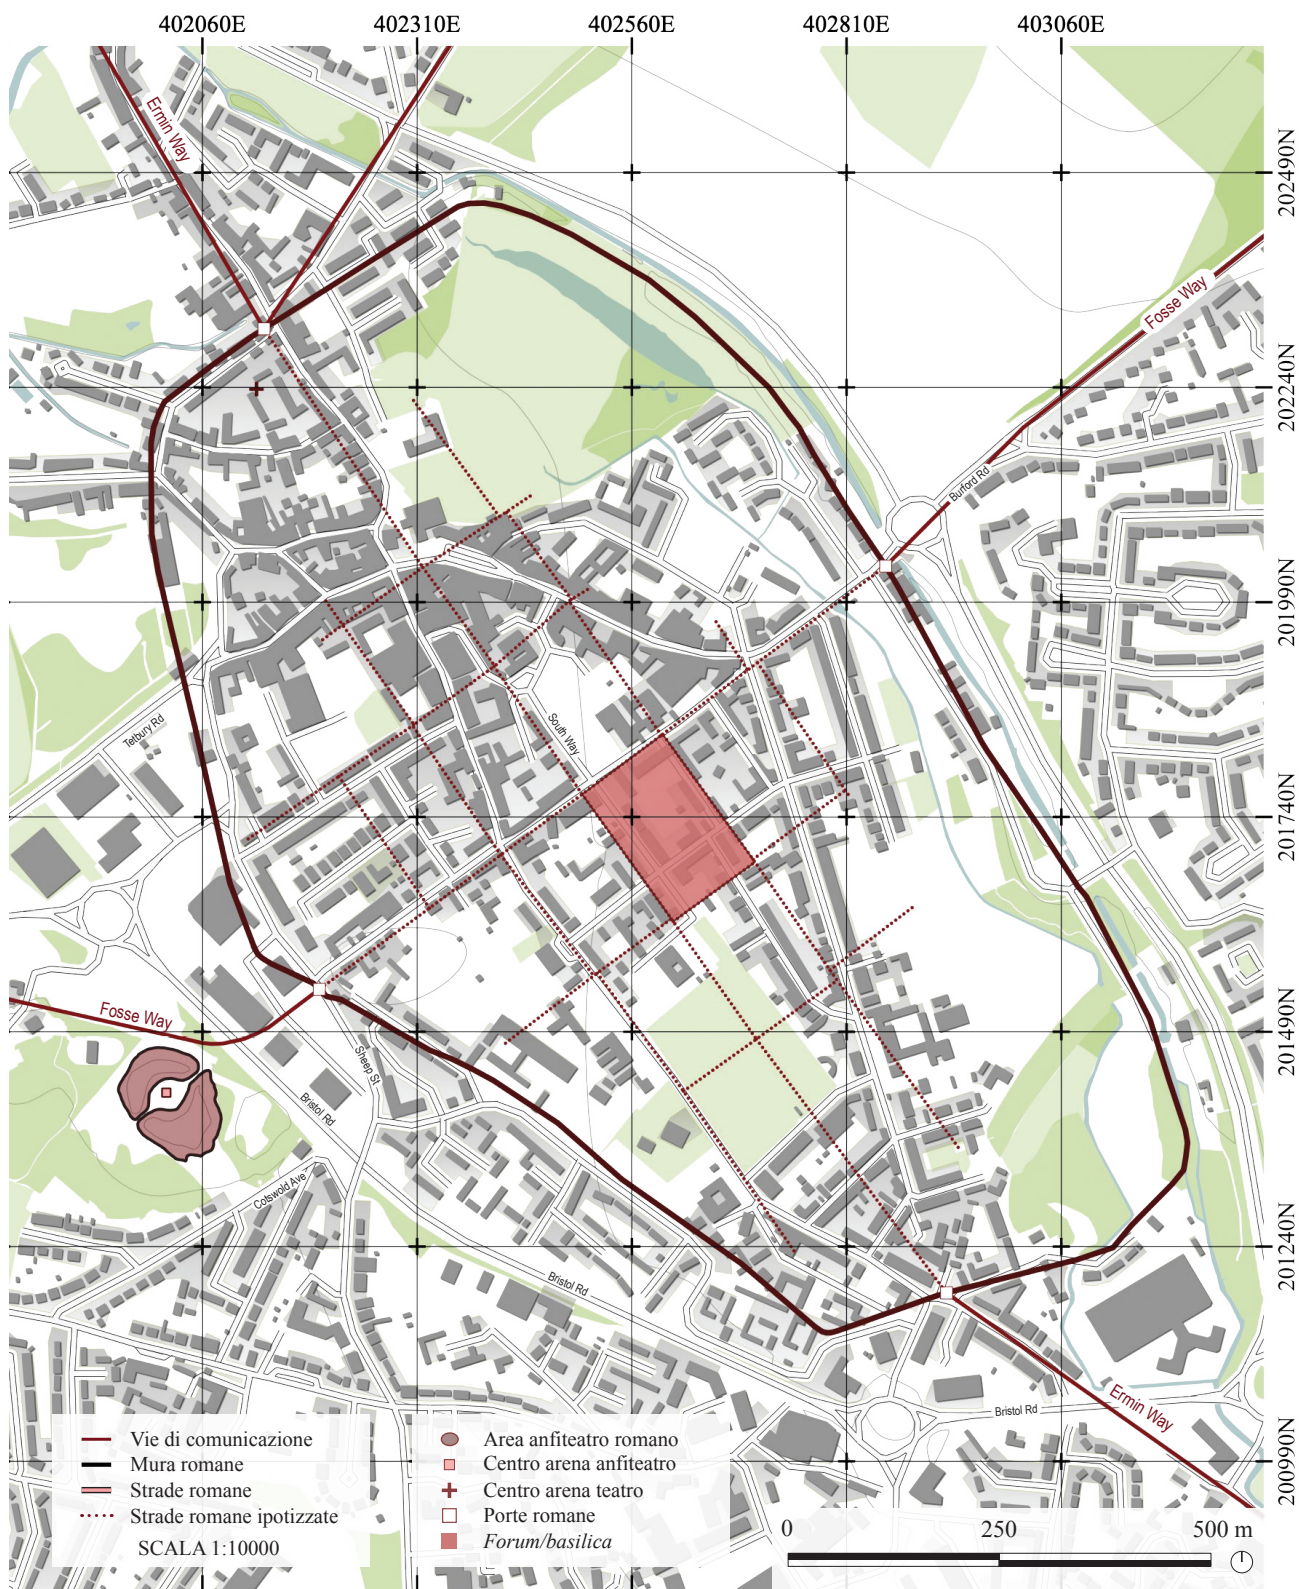 402060E 402310E 402560E 402810E 403060E
Ermin Way
202490N
Fosse Way
202240N
Burford Rd
201990N
Tetbury Rd
South Way
201740N
Fosse Way
201490N
Sheep St
Bristol Rd
Cotswold Ave
201240N
Bristol Rd
Ermin Way
Bristol Rd
200990N
Vie di comunicazione
Mura romane
Strade romane
Strade romane ipotizzate
SCALA 1:10000
Area anfiteatro romano
Centro arena anfiteatro
Centro arena teatro
Porte romane
Forum/basilica
0 250 500 m